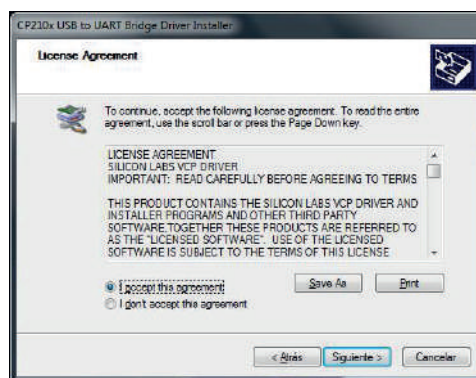 CP210x USB to UART Bridge Driver Installer
License Agreement
To continue, accept the following license agreement. To read the entire
agreement, use the scroll bar or press the Page Down key.
LICENSE AGREEMENT
SILICON LABS VCP DRIVER
IMPORTANT: READ CAREFULLY BEFORE AGREEING TO TERMS
THIS PRODUCT CONTAINS THE SILICON LABS VCP DRIVER AND
INSTALLER PROGRAMS AND OTHER THIRD PARTY
SOFTWARE.TOGETHER THESE PRODUCTS ARE REFERRED TO
AS THE "LICENSED SOFTWARE". USE OF THE LICENSED
SOFTWARE IS SUBJECT TO THE TERMS OF THIS LICENSE
I accept this agreement
Save As
Print
I don't accept this agreement
< Atrás
Siguiente >
Cancelar